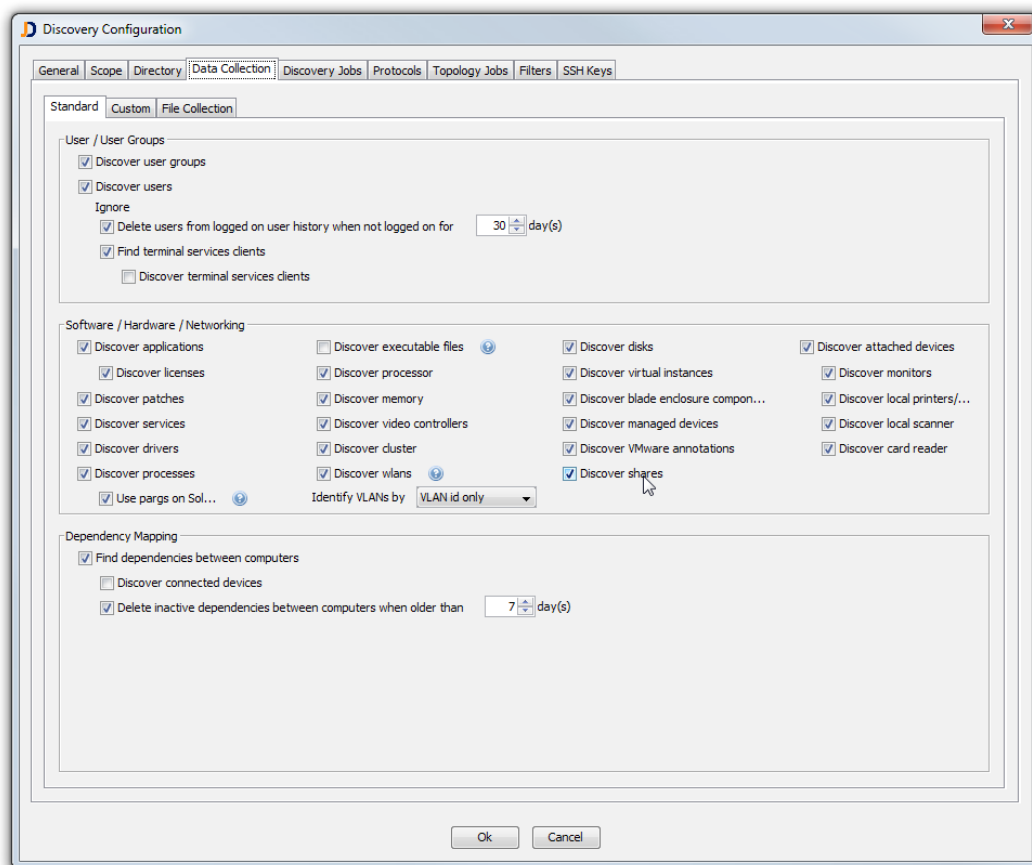 Discovery Configuration
General Scope Directory Data Collection Discovery Jobs Protocols Topology Jobs Filters SSH Keys
Standard Custom File Collection
User / User Groups
Discover user groups
Discover users
Ignore
Delete users from logged on user history when not logged on for 30 day(s)
Find terminal services clients
Discover terminal services clients
Software / Hardware / Networking
Discover applications Discover executable files ? Discover disks Discover attached devices
Discover licenses Discover processor Discover virtual instances Discover monitors
Discover patches Discover memory Discover blade enclosure compon... Discover local printers/...
Discover services Discover video controllers Discover managed devices Discover local scanner
Discover drivers Discover cluster Discover VMware annotations Discover card reader
Discover processes Discover wlans ? Discover shares
Use pargs on Sol... ? Identify VLANs by VLAN id only
Dependency Mapping
Find dependencies between computers
Discover connected devices
Delete inactive dependencies between computers when older than 7 day(s)
Ok Cancel